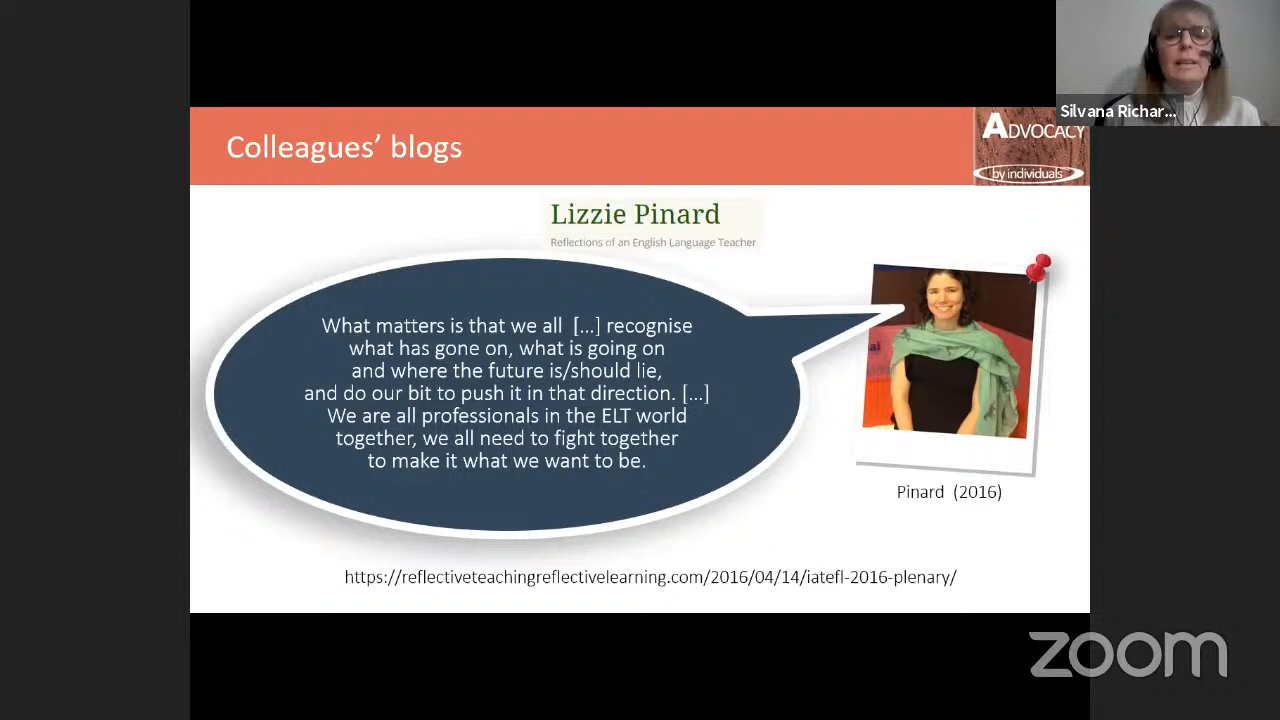 Silvana Richar...
Colleagues’ blogs
ADVOCACY
by individuals
Lizzie Pinard
Reflections of an English Language Teacher
What matters is that we all [...] recognise
what has gone on, what is going on
and where the future is/should lie,
and do our bit to push it in that direction. [...]
We are all professionals in the ELT world
together, we all need to fight together
to make it what we want to be.
Pinard (2016)
https://reflectiveteachingreflectivelearning.com/2016/04/14/iatefl-2016-plenary/
zoom